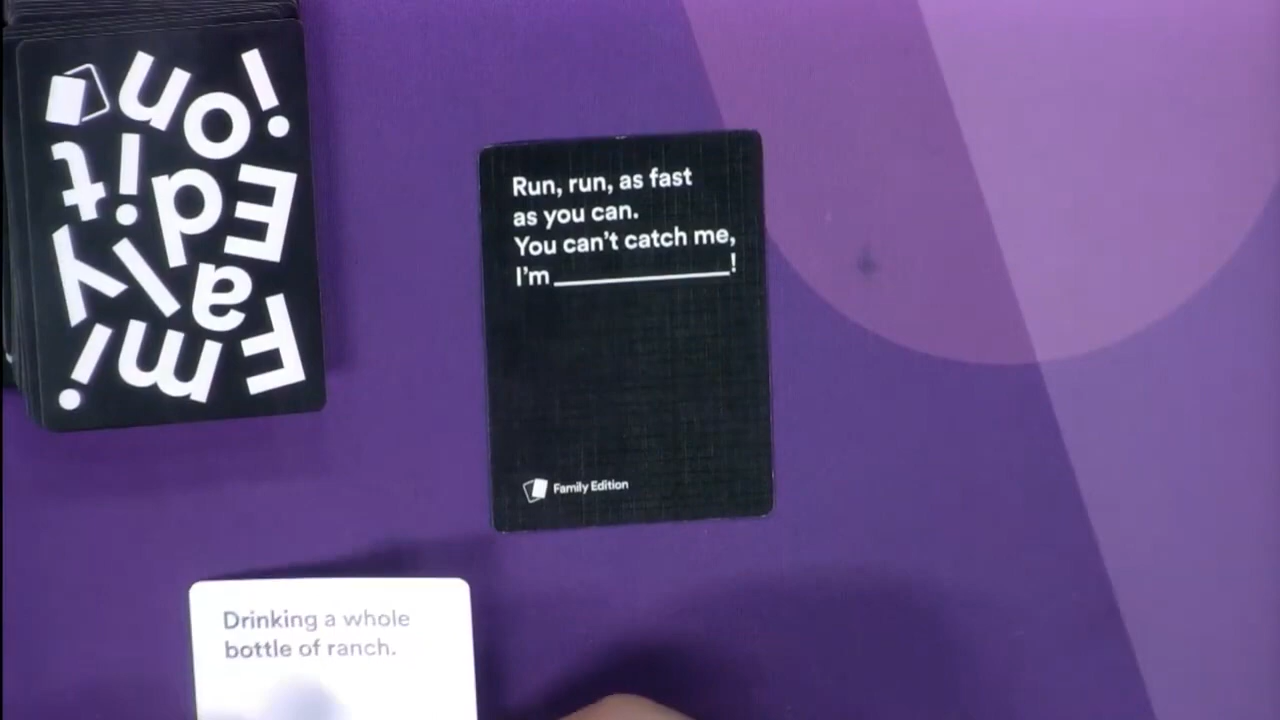 Family
Edition!
Run, run, as fast
as you can.
You can't catch me,
I'm ____________!
Family Edition
Drinking a whole
bottle of ranch.